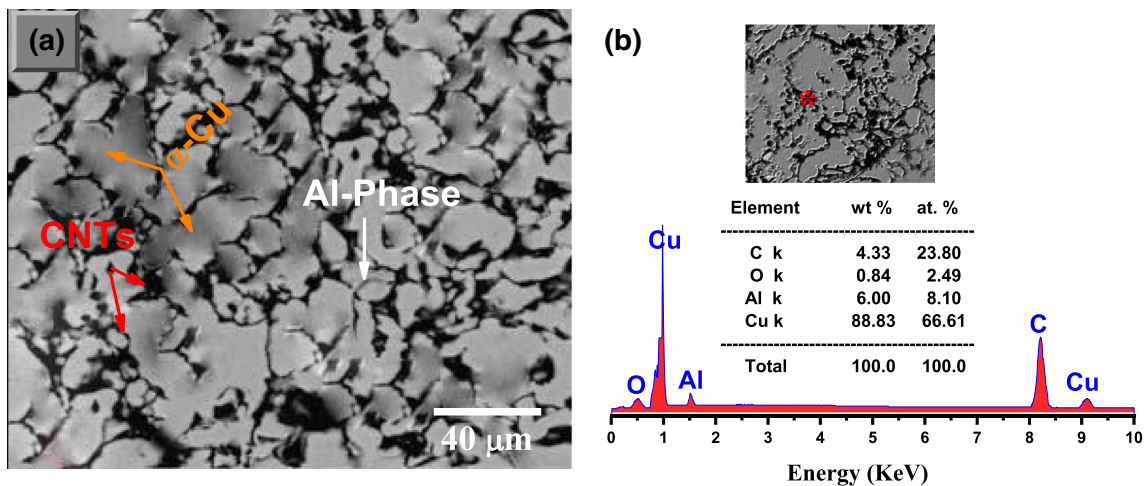 (a)
α-Cu
Al-Phase
CNTs
40 μm
(b)
*
Element wt % at. %
C k 4.33 23.80
O k 0.84 2.49
Al k 6.00 8.10
Cu k 88.83 66.61
Total 100.0 100.0
Cu
O
Al
C
Cu
0 1 2 3 4 5 6 7 8 9 10
Energy (KeV)